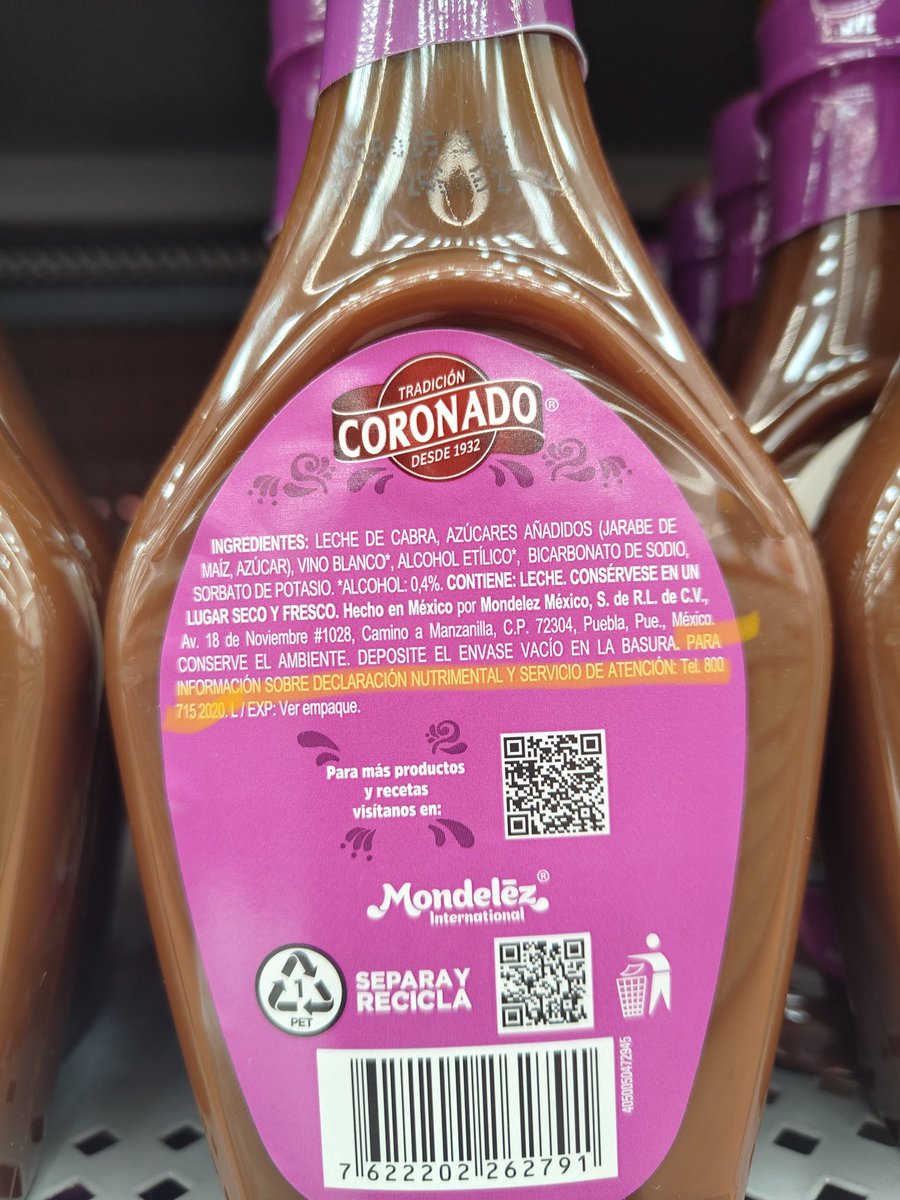 TRADICIÓN
CORONADO®
DESDE 1932
INGREDIENTES: LECHE DE CABRA, AZÚCARES AÑADIDOS (JARABE DE
MAÍZ, AZÚCAR), VINO BLANCO*, ALCOHOL ETÍLICO*, BICARBONATO DE SODIO,
SORBATO DE POTASIO. *ALCOHOL: 0,4%. CONTIENE: LECHE. CONSÉRVESE EN UN
LUGAR SECO Y FRESCO. Hecho en México por Mondelez México, S. de R.L. de C.V.,
Av. 18 de Noviembre #1028, Camino a Manzanilla, C.P. 72304, Puebla, Pue., México.
CONSERVE EL AMBIENTE. DEPOSITE EL ENVASE VACÍO EN LA BASURA. PARA
INFORMACIÓN SOBRE DECLARACIÓN NUTRIMENTAL Y SERVICIO DE ATENCIÓN: Tel. 800
715 2020. L / EXP: Ver empaque.
Para más productos
y recetas
visítanos en:
Mondelēz®
International
1
PET
SEPARA Y
RECICLA
4050050472945
7 622202 262791